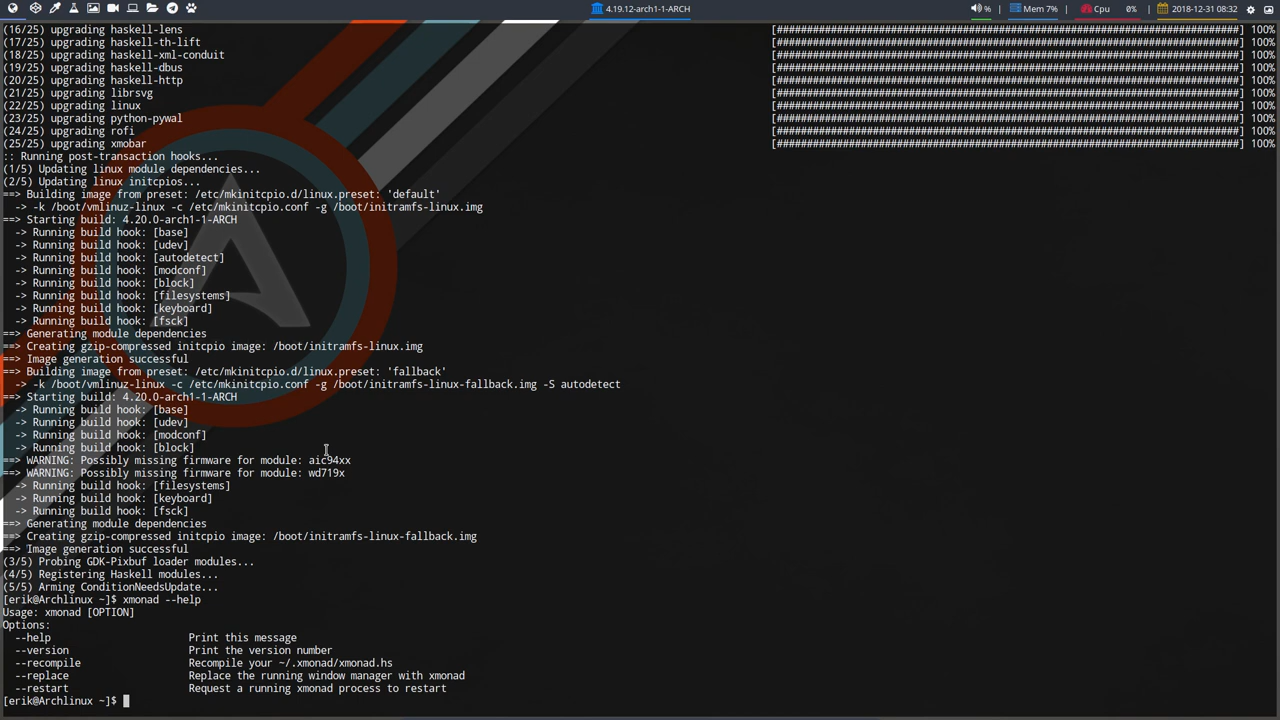 4.19.12-arch1-1-ARCH
% | Mem 7% | Cpu 0% | 2018-12-31 08:32
(16/25) upgrading haskell-lens [######################################################################] 100%
(17/25) upgrading haskell-th-lift [######################################################################] 100%
(18/25) upgrading haskell-xml-conduit [######################################################################] 100%
(19/25) upgrading haskell-dbus [######################################################################] 100%
(20/25) upgrading haskell-http [######################################################################] 100%
(21/25) upgrading librsvg [######################################################################] 100%
(22/25) upgrading linux [######################################################################] 100%
(23/25) upgrading python-pywal [######################################################################] 100%
(24/25) upgrading rofi [######################################################################] 100%
(25/25) upgrading xmobar [######################################################################] 100%
:: Running post-transaction hooks...
(1/5) Updating linux module dependencies...
(2/5) Updating linux initcpios...
==> Building image from preset: /etc/mkinitcpio.d/linux.preset: 'default'
  -> -k /boot/vmlinuz-linux -c /etc/mkinitcpio.conf -g /boot/initramfs-linux.img
==> Starting build: 4.20.0-arch1-1-ARCH
  -> Running build hook: [base]
  -> Running build hook: [udev]
  -> Running build hook: [autodetect]
  -> Running build hook: [modconf]
  -> Running build hook: [block]
  -> Running build hook: [filesystems]
  -> Running build hook: [keyboard]
  -> Running build hook: [fsck]
==> Generating module dependencies
==> Creating gzip-compressed initcpio image: /boot/initramfs-linux.img
==> Image generation successful
==> Building image from preset: /etc/mkinitcpio.d/linux.preset: 'fallback'
  -> -k /boot/vmlinuz-linux -c /etc/mkinitcpio.conf -g /boot/initramfs-linux-fallback.img -S autodetect
==> Starting build: 4.20.0-arch1-1-ARCH
  -> Running build hook: [base]
  -> Running build hook: [udev]
  -> Running build hook: [modconf]
  -> Running build hook: [block]
==> WARNING: Possibly missing firmware for module: aic94xx
==> WARNING: Possibly missing firmware for module: wd719x
  -> Running build hook: [filesystems]
  -> Running build hook: [keyboard]
  -> Running build hook: [fsck]
==> Generating module dependencies
==> Creating gzip-compressed initcpio image: /boot/initramfs-linux-fallback.img
==> Image generation successful
(3/5) Probing GDK-Pixbuf loader modules...
(4/5) Registering Haskell modules...
(5/5) Arming ConditionNeedsUpdate...
[erik@Archlinux ~]$ xmonad --help
Usage: xmonad [OPTION]
Options:
  --help Print this message
  --version Print the version number
  --recompile Recompile your ~/.xmonad/xmonad.hs
  --replace Replace the running window manager with xmonad
  --restart Request a running xmonad process to restart
[erik@Archlinux ~]$